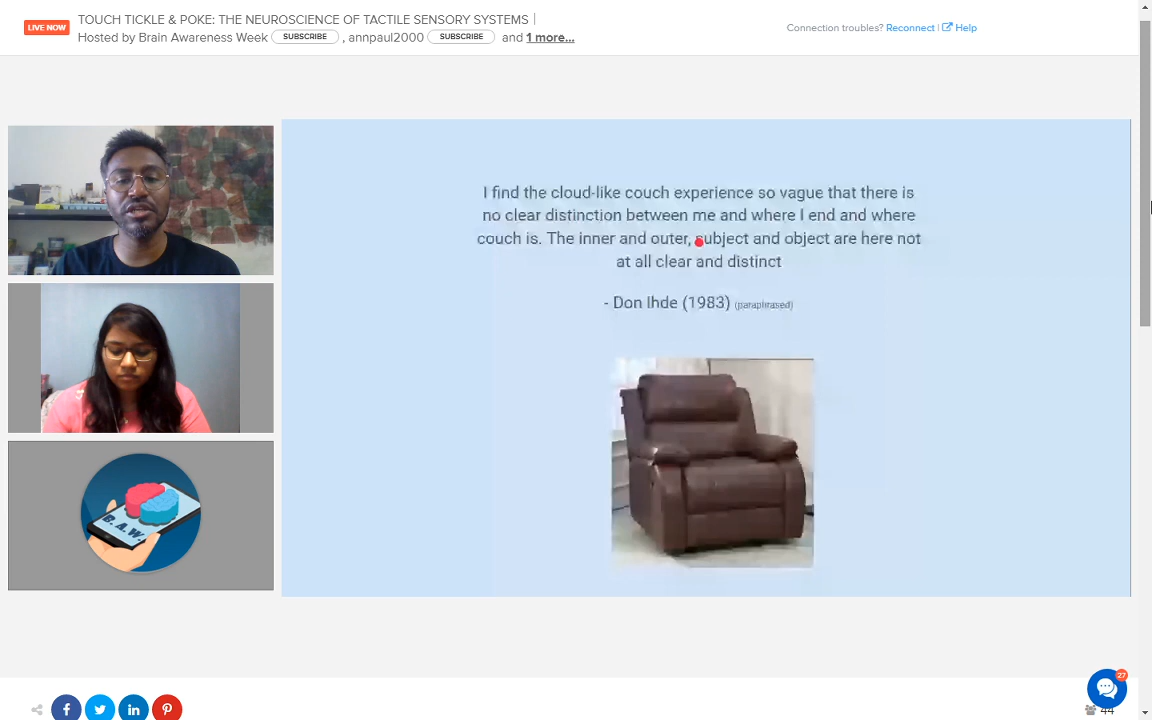 LIVE NOW
TOUCH TICKLE & POKE: THE NEUROSCIENCE OF TACTILE SENSORY SYSTEMS
Hosted by Brain Awareness Week SUBSCRIBE , annpaul2000 SUBSCRIBE and 1 more...
Connection troubles? Reconnect | Help
I find the cloud-like couch experience so vague that there is
no clear distinction between me and where I end and where
couch is. The inner and outer, subject and object are here not
at all clear and distinct
- Don Ihde (1983) (paraphrased)
B.A.W.
27
44